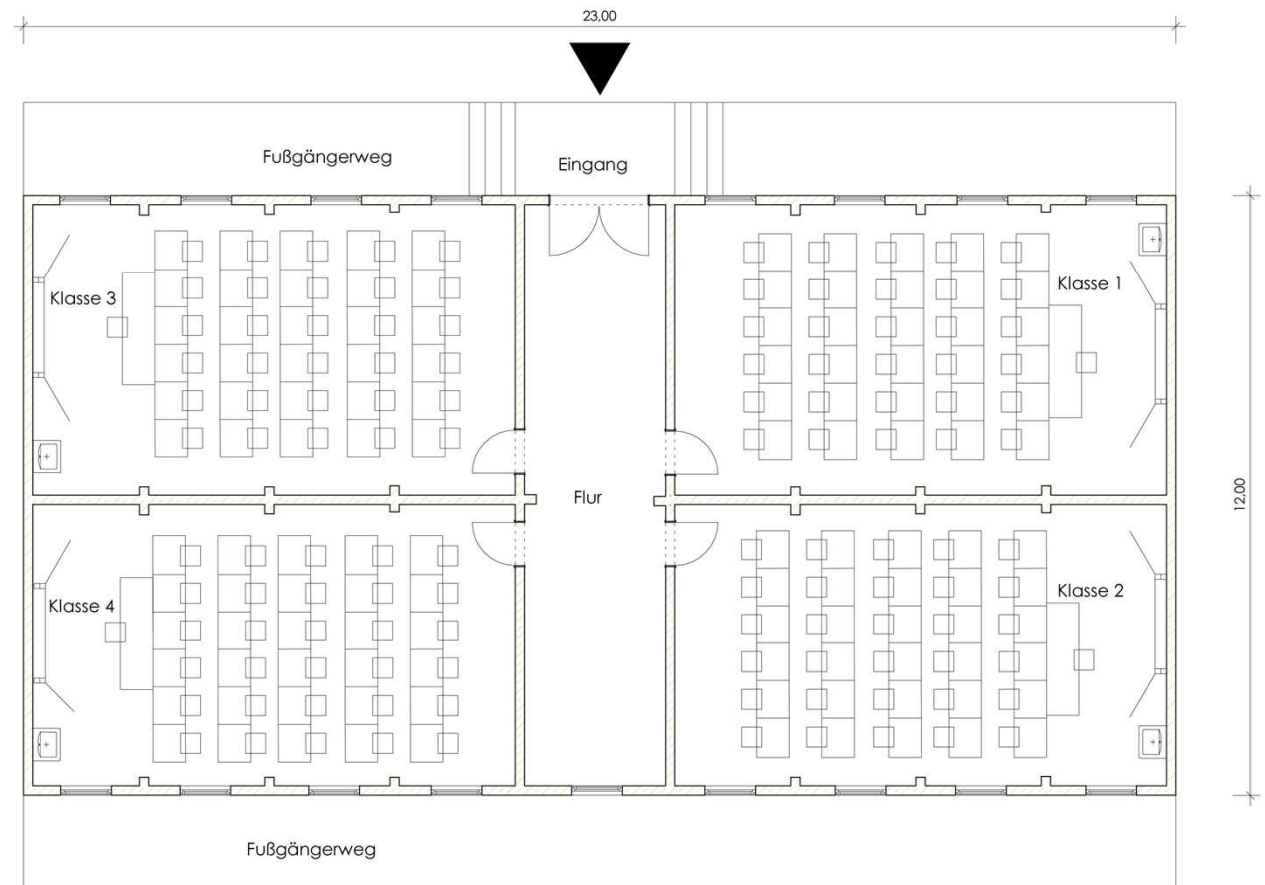 23,00
Fußgängerweg
Eingang
Klasse 3
Klasse 1
12,00
Flur
Klasse 4
Klasse 2
Fußgängerweg